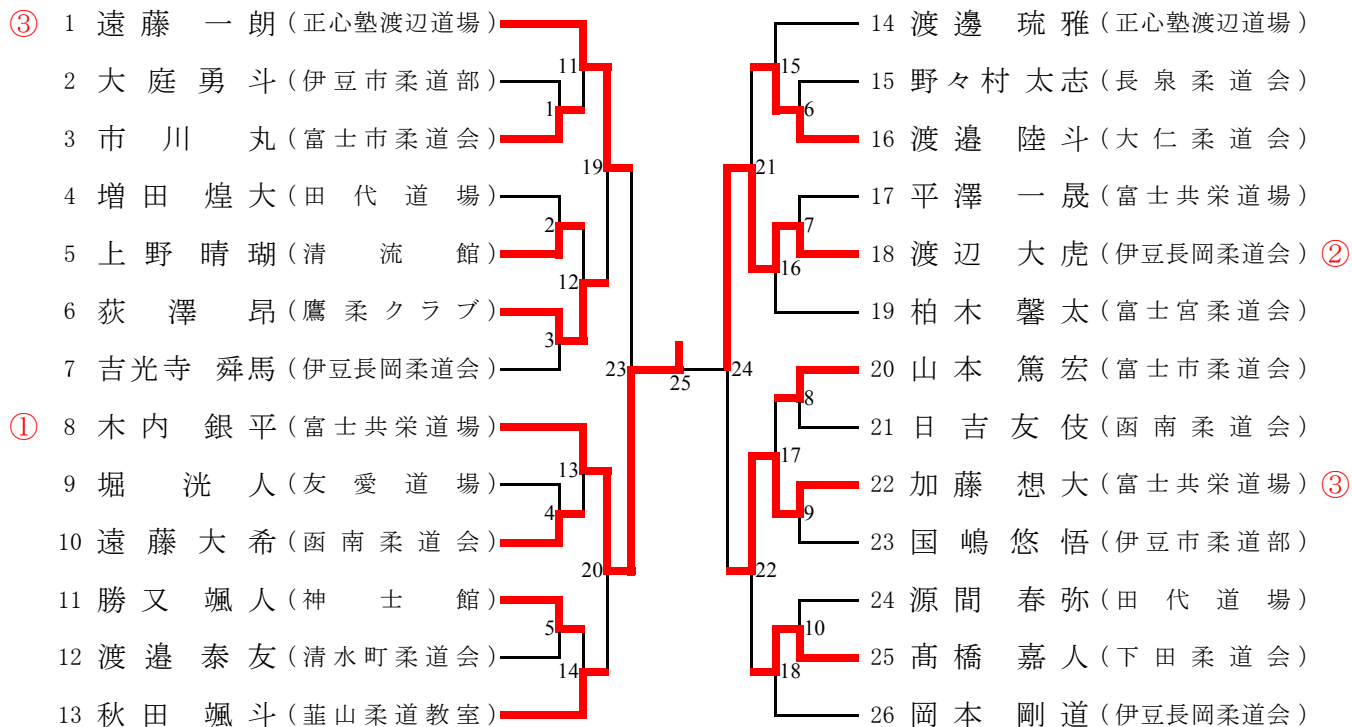 ③ 1 遠藤 一朗 (正心塾渡辺道場)
2 大庭勇斗 (伊豆市柔道部)
3 市川 丸 (富士市柔道会)
4 増田 煌大 (田代道場)
5 上野晴瑚 (清流館)
6 荻澤 昂 (鷹柔クラブ)
7 吉光寺 舜馬 (伊豆長岡柔道会)
① 8 木内 銀平 (富士共栄道場)
9 堀 洸人 (友愛道場)
10 遠藤大希 (函南柔道会)
11 勝又颯人 (神士館)
12 渡邉泰友 (清水町柔道会)
13 秋田 颯斗 (韮山柔道教室)
11
1
19
2
12
3
23
13
4
20
5
14
25
15
6
21
7
16
24
8
17
9
22
10
18
14 渡邊 琉雅 (正心塾渡辺道場)
15 野々村 太志 (長泉柔道会)
16 渡邉 陸斗 (大仁柔道会)
17 平澤 一晟 (富士共栄道場)
18 渡辺 大虎 (伊豆長岡柔道会) ②
19 柏木 馨太 (富士宮柔道会)
20 山本 篤宏 (富士市柔道会)
21 日吉友伎 (函南柔道会)
22 加藤 想大 (富士共栄道場) ③
23 国嶋悠悟 (伊豆市柔道部)
24 源間 春弥 (田代道場)
25 髙橋 嘉人 (下田柔道会)
26 岡本 剛道 (伊豆長岡柔道会)